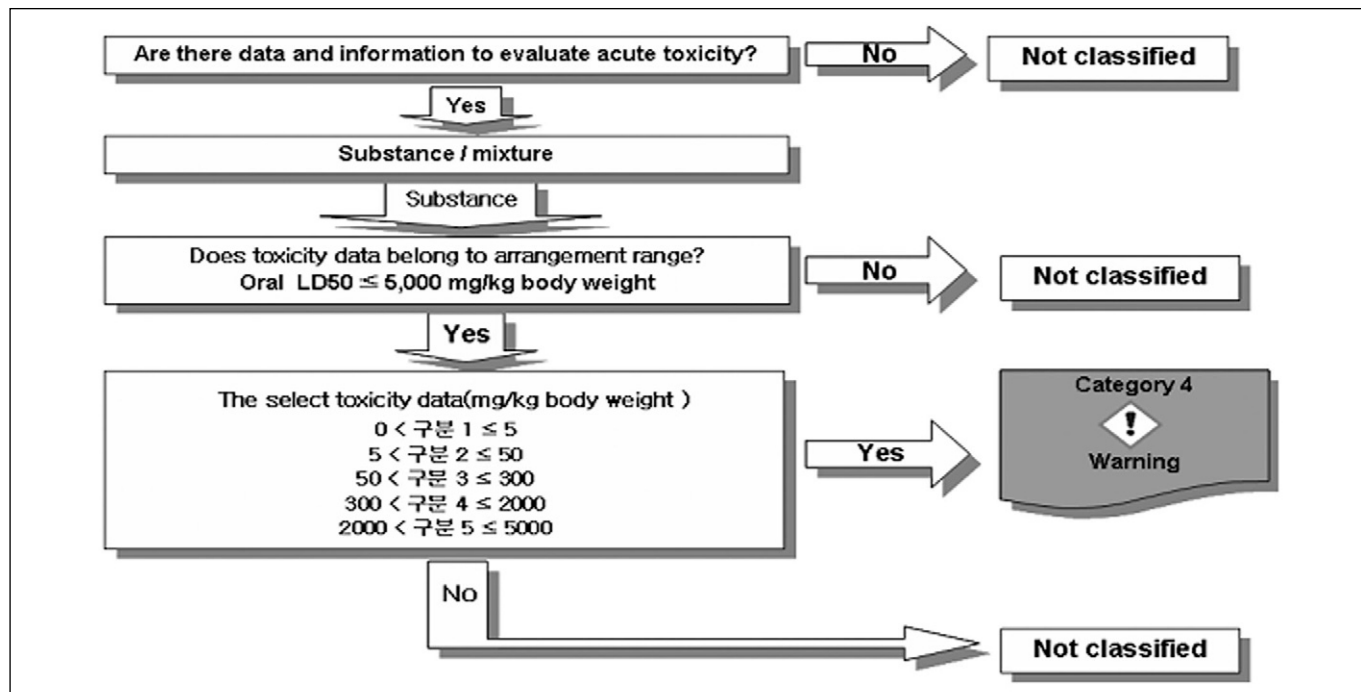 Are there data and information to evaluate acute toxicity?
No
Not classified
Yes
Substance / mixture
Substance
Does toxicity data belong to arrangement range?
Oral LD50 ≦ 5,000 mg/kg body weight
No
Not classified
Yes
The select toxicity data(mg/kg body weight )
0 < 구분 1 ≤ 5
5 < 구분 2 ≤ 50
50 < 구분 3 ≤ 300
300 < 구분 4 ≤ 2000
2000 < 구분 5 ≤ 5000
Yes
Category 4
!
Warning
No
Not classified